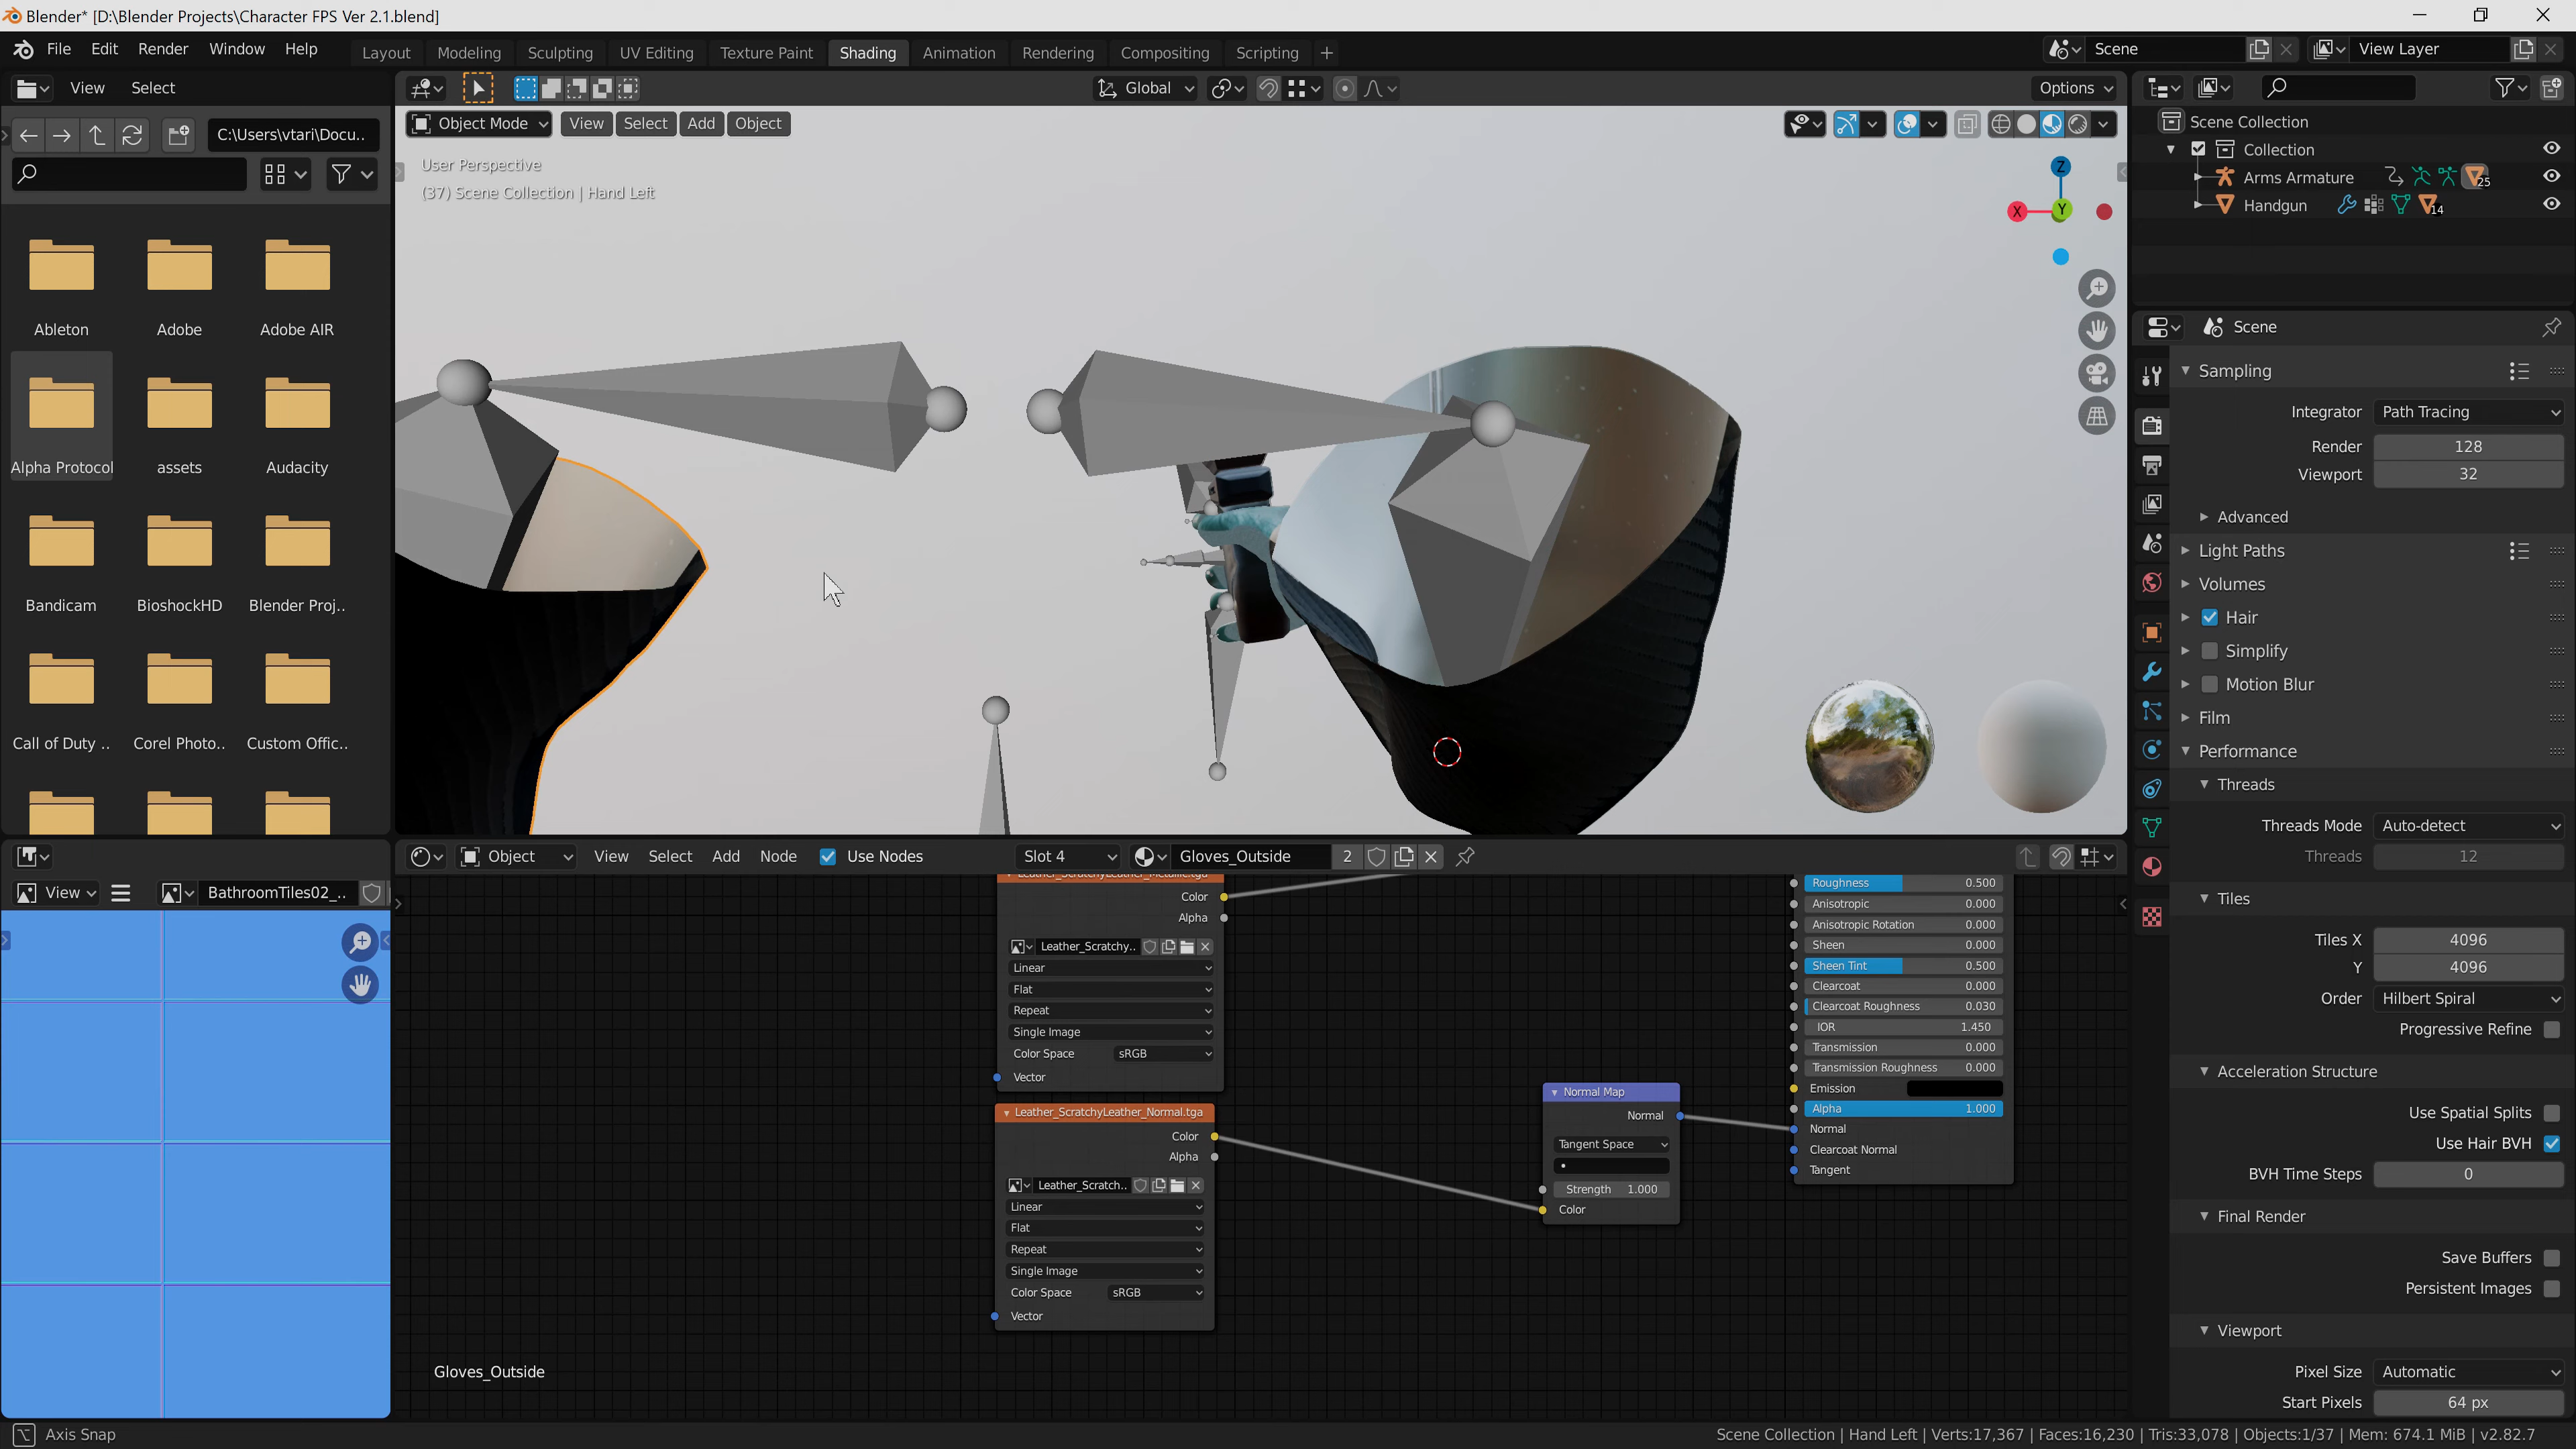 Blender* [D:\Blender Projects\Character FPS Ver 2.1.blend]
File Edit Render Window Help
Layout Modeling Sculpting UV Editing Texture Paint Shading Animation Rendering Compositing Scripting +
Scene View Layer
View Select
Global
Options
C:\Users\vtari\Docu..
Object Mode View Select Add Object
User Perspective
(37) Scene Collection | Hand Left
Z
X
Y
Ableton Adobe Adobe AIR
Alpha Protocol assets Audacity
Bandicam BioshockHD Blender Proj..
Call of Duty .. Corel Photo.. Custom Offic..
Scene Collection
Collection
Arms Armature 25
Handgun 14
Scene
Sampling
Integrator Path Tracing
Render 128
Viewport 32
Advanced
Light Paths
Volumes
Hair
Simplify
Motion Blur
Film
Performance
Threads
Threads Mode Auto-detect
Threads 12
Tiles
Tiles X 4096
Y 4096
Order Hilbert Spiral
Progressive Refine
Acceleration Structure
Use Spatial Splits
Use Hair BVH
BVH Time Steps 0
Final Render
Save Buffers
Persistent Images
Viewport
Pixel Size Automatic
Start Pixels 64 px
View BathroomTiles02_..
Object View Select Add Node Use Nodes Slot 4 Gloves_Outside 2
Leather_ScratchyLeather_Metallic.tga
Color
Alpha
Leather_Scratchy..
Linear
Flat
Repeat
Single Image
Color Space sRGB
Vector
Leather_ScratchyLeather_Normal.tga
Color
Alpha
Leather_Scratch..
Linear
Flat
Repeat
Single Image
Color Space sRGB
Vector
Normal Map
Normal
Tangent Space
Strength 1.000
Color
Roughness 0.500
Anisotropic 0.000
Anisotropic Rotation 0.000
Sheen 0.000
Sheen Tint 0.500
Clearcoat 0.000
Clearcoat Roughness 0.030
IOR 1.450
Transmission 0.000
Transmission Roughness 0.000
Emission
Alpha 1.000
Normal
Clearcoat Normal
Tangent
Gloves_Outside
Axis Snap
Scene Collection | Hand Left | Verts:17,367 | Faces:16,230 | Tris:33,078 | Objects:1/37 | Mem: 674.1 MiB | v2.82.7